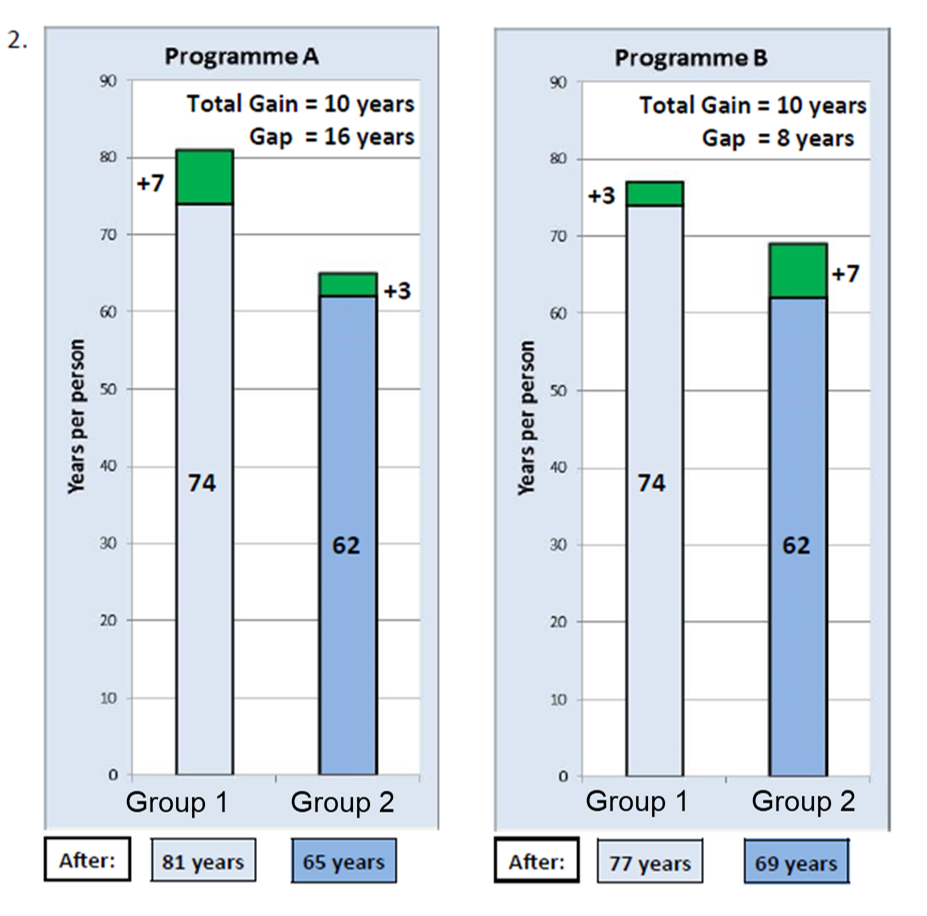 2.
Programme A
Total Gain = 10 years
Gap = 16 years
90
80
70
60
50
40
30
20
10
0
Years per person
+7
+3
74
62
Group 1
Group 2
After:
81 years
65 years
Programme B
Total Gain = 10 years
Gap = 8 years
90
80
70
60
50
40
30
20
10
0
Years per person
+3
+7
74
62
Group 1
Group 2
After:
77 years
69 years